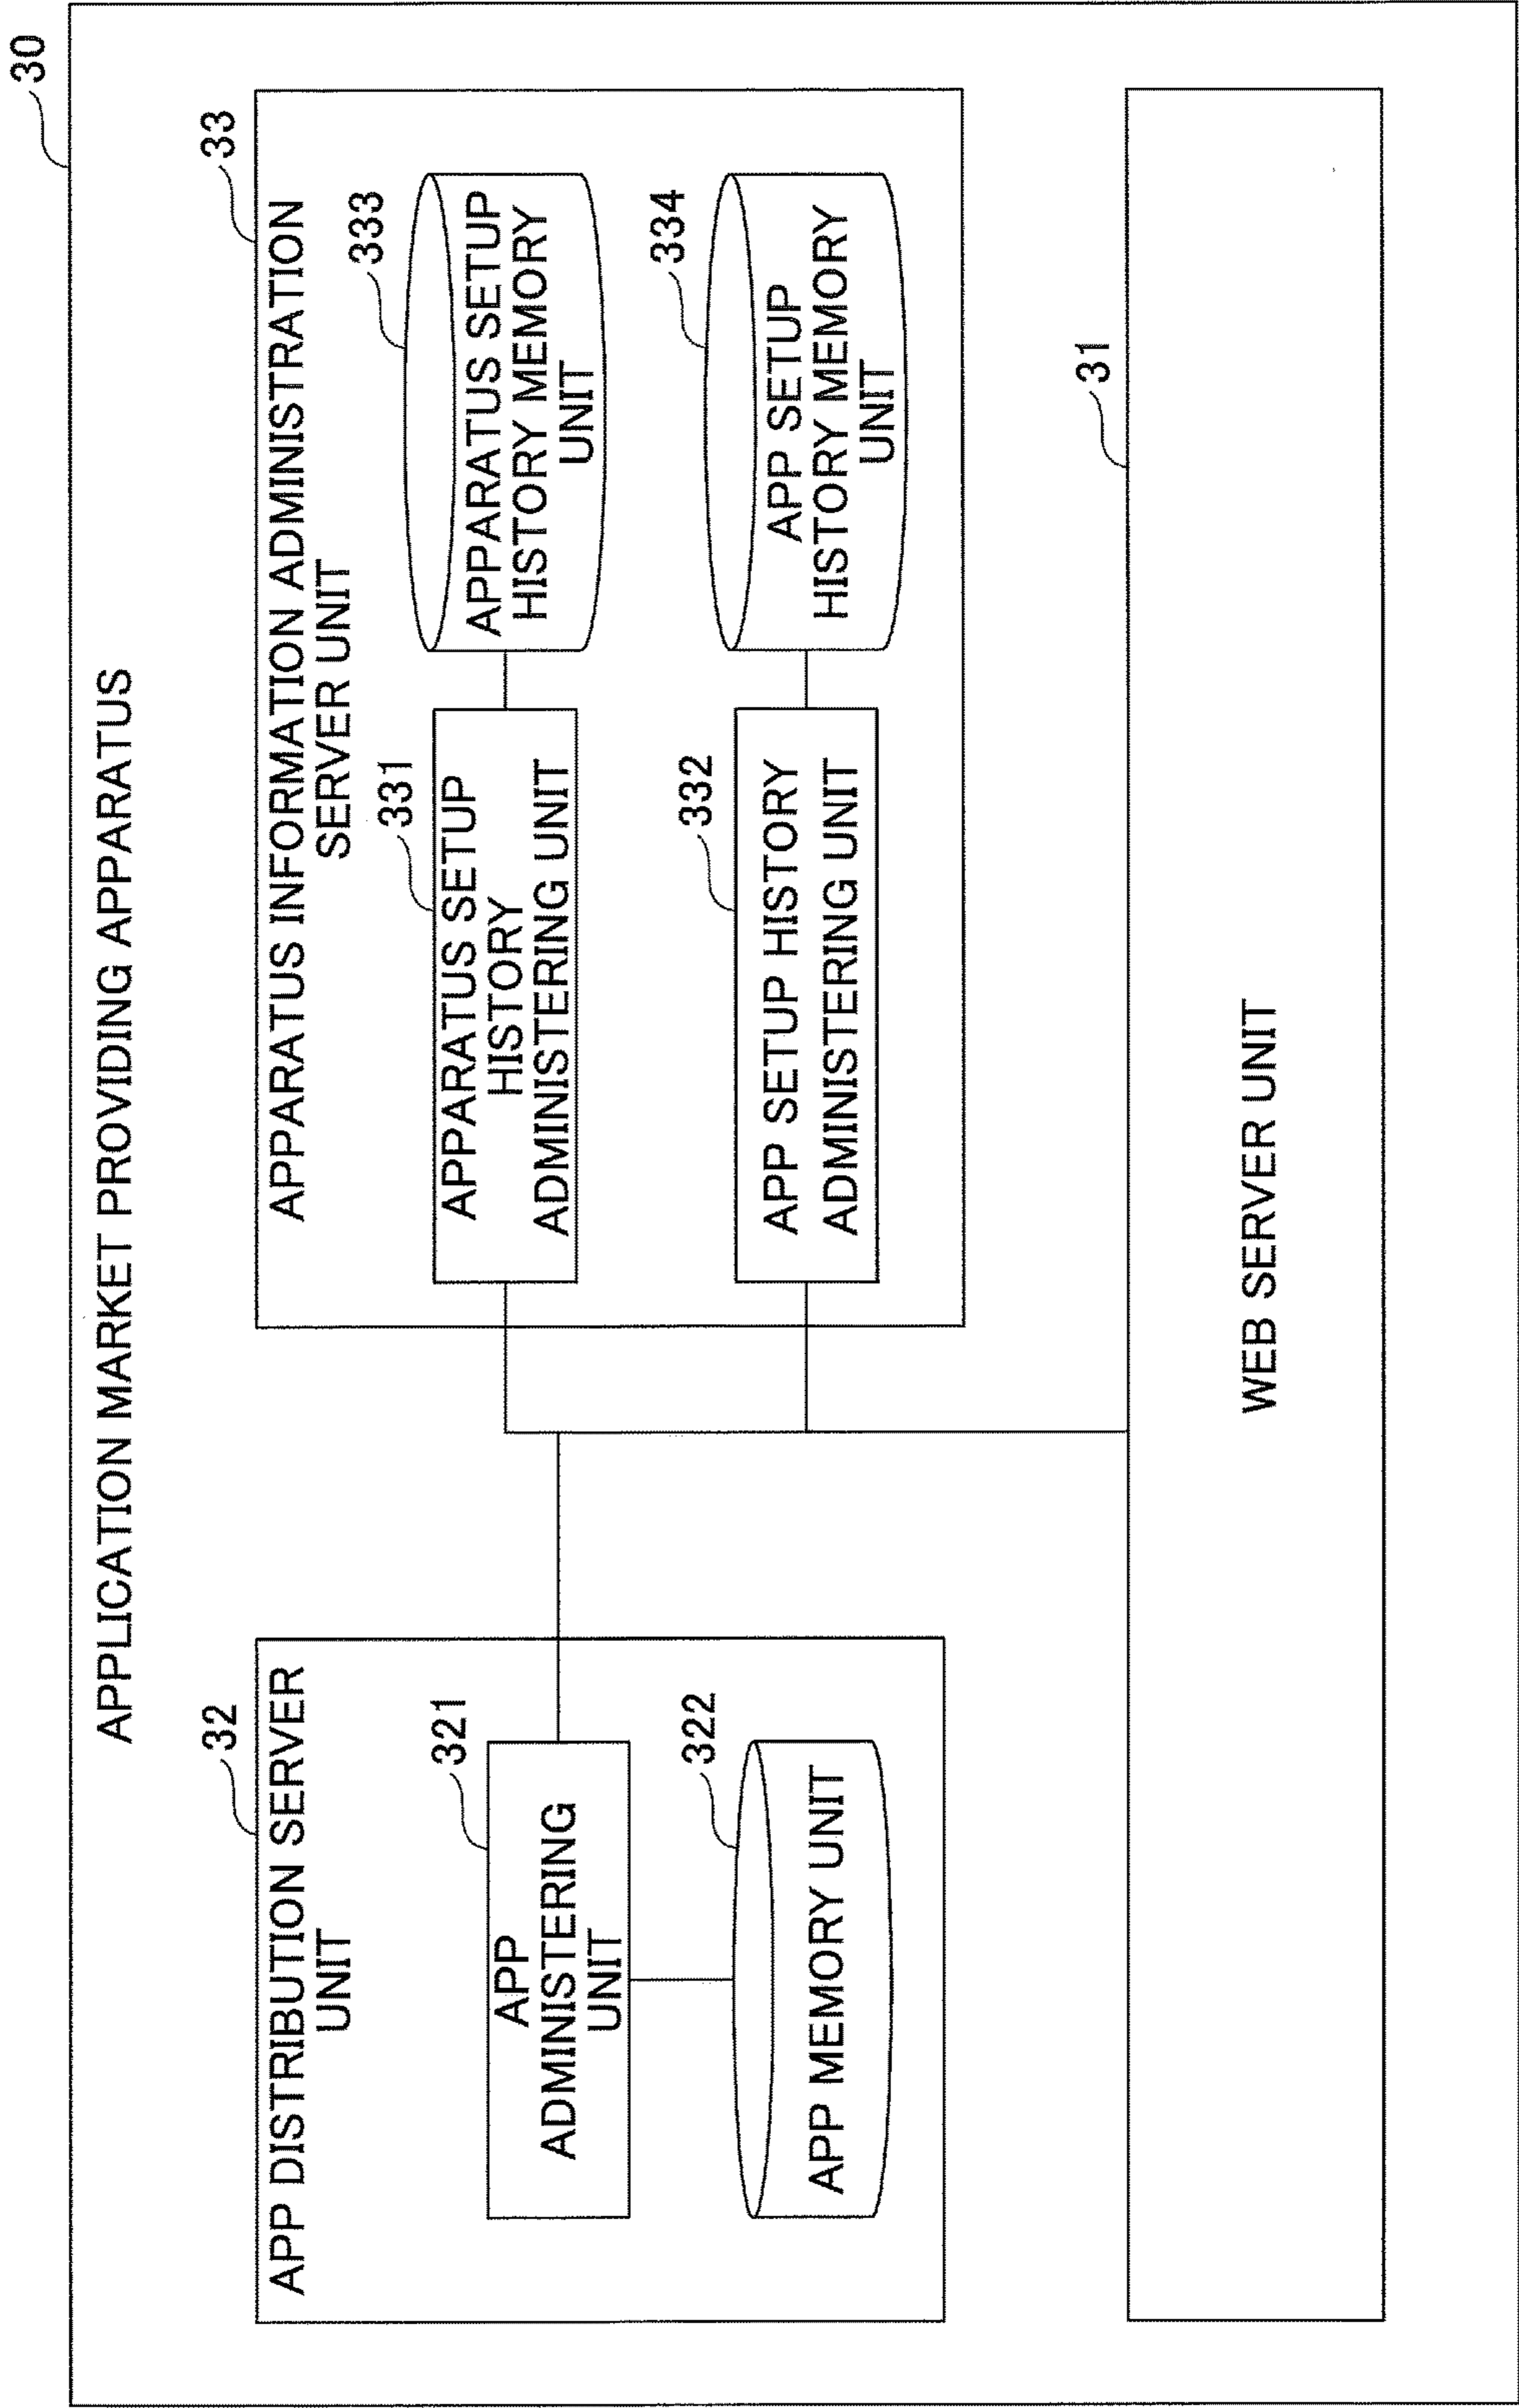 30
APPLICATION MARKET PROVIDING APPARATUS
32
APP DISTRIBUTION SERVER
UNIT
321
APP
ADMINISTERING
UNIT
322
APP MEMORY UNIT
33
APPARATUS INFORMATION ADMINISTRATION
SERVER UNIT
331
APPARATUS SETUP
HISTORY
ADMINISTERING UNIT
333
APPARATUS SETUP
HISTORY MEMORY
UNIT
332
APP SETUP HISTORY
ADMINISTERING UNIT
334
APP SETUP
HISTORY MEMORY
UNIT
31
WEB SERVER UNIT